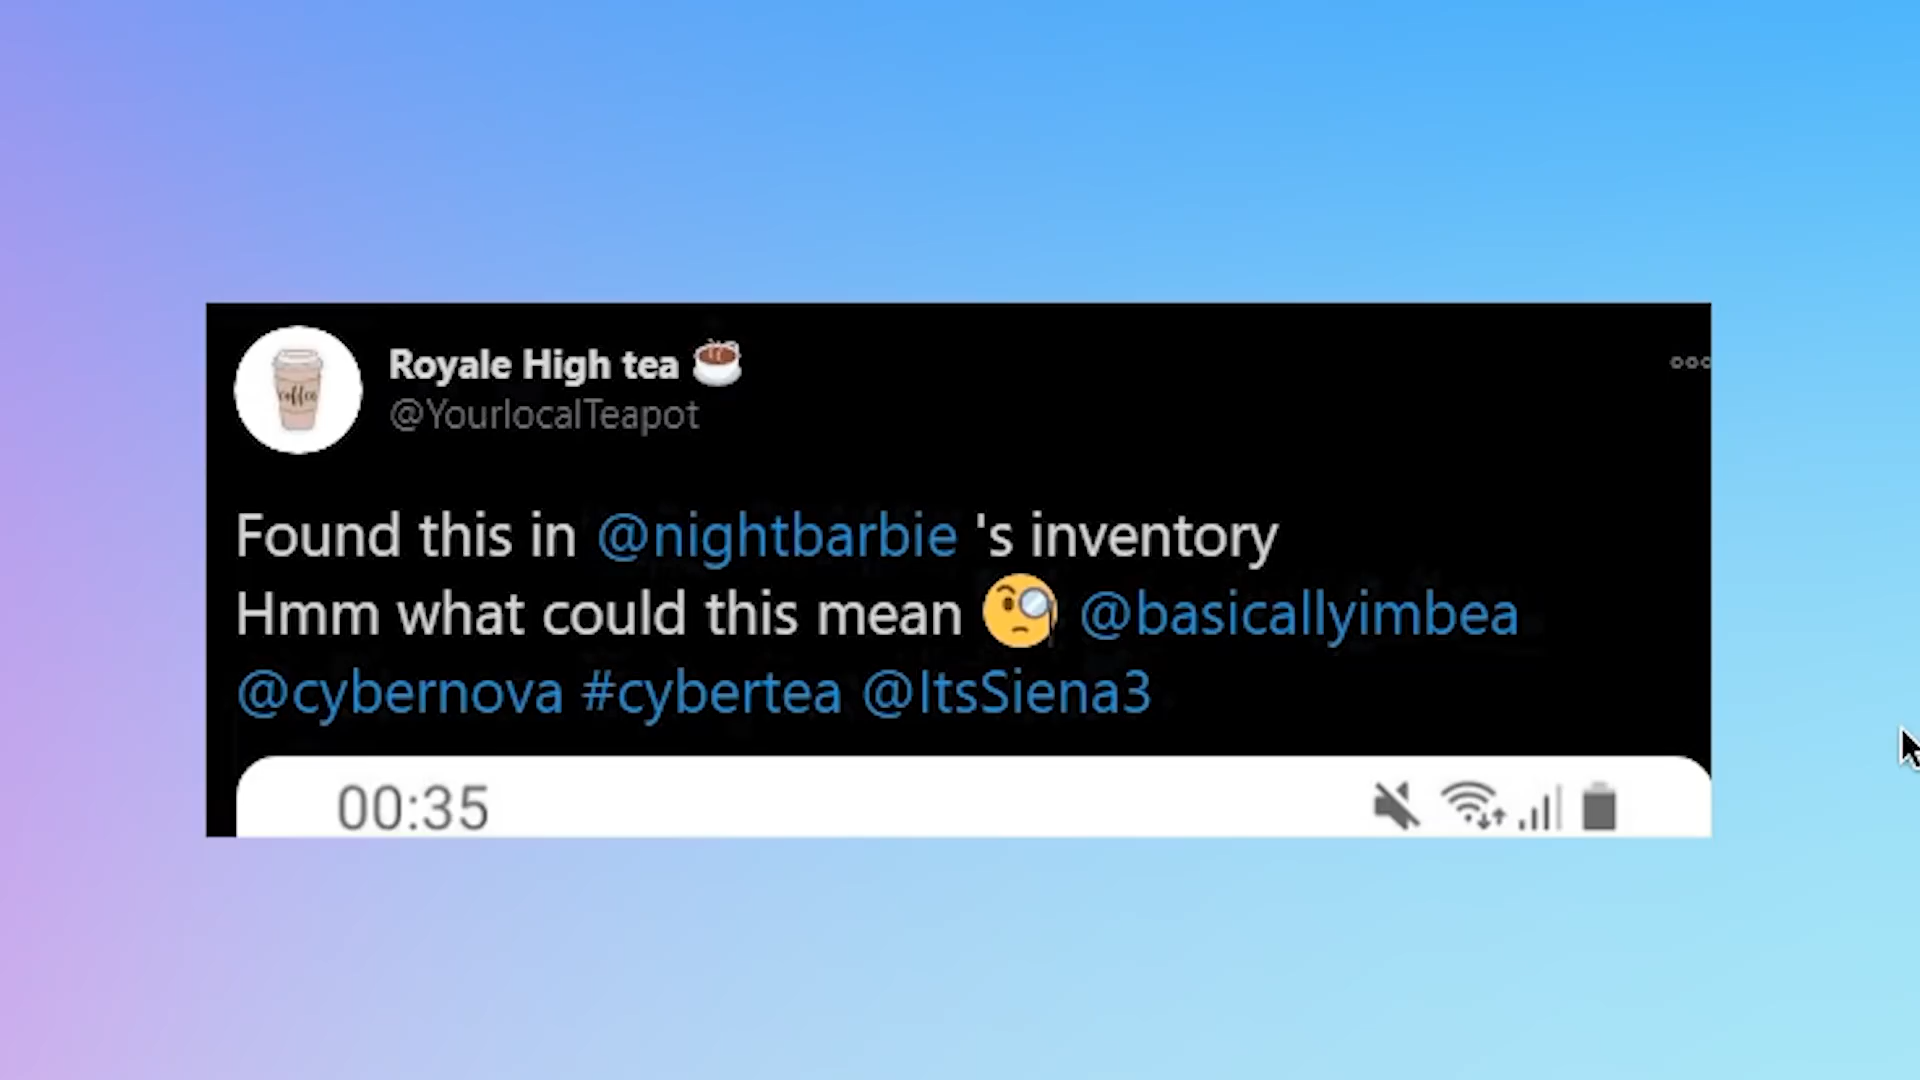 Royale High tea ☕
@YourlocalTeapot
coffee
Found this in @nightbarbie 's inventory
Hmm what could this mean 🧐 @basicallyimbea
@cybernova #cybertea @ItsSiena3
00:35